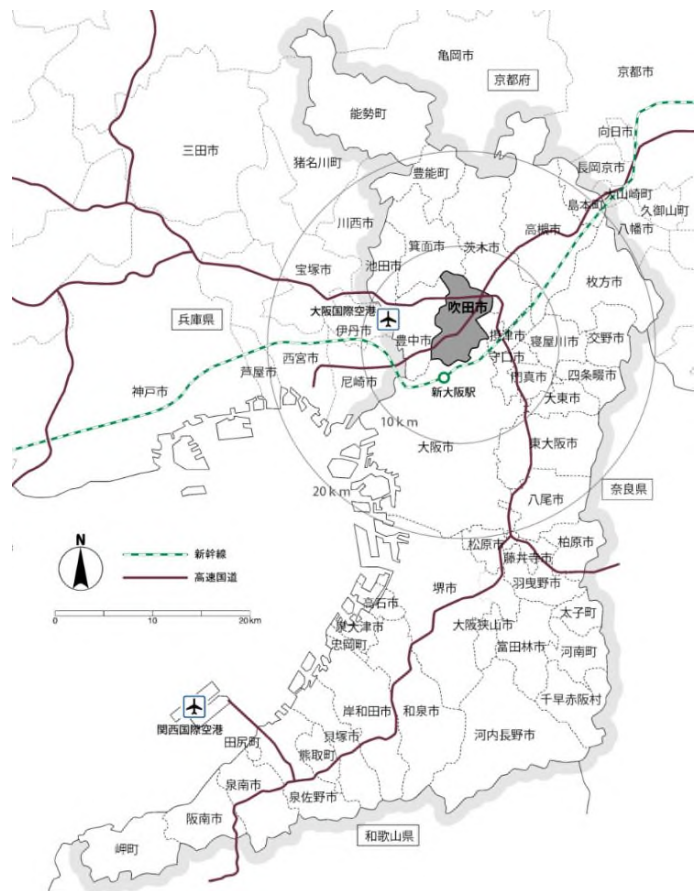 亀岡市
京都府
京都市
能勢町
向日市
三田市
猪名川町
豊能町
長岡京市
大山崎町
島本町
久御山町
川西市
高槻市
八幡市
箕面市
茨木市
池田市
宝塚市
枚方市
吹田市
大阪国際空港
兵庫県
伊丹市
豊中市
摂津市
寝屋川市
交野市
守口市
西宮市
芦屋市
尼崎市
門真市
四条畷市
神戸市
新大阪駅
大東市
10km
大阪市
東大阪市
奈良県
20km
八尾市
N
新幹線
高速国道
松原市
柏原市
藤井寺市
羽曳野市
堺市
高石市
太子町
0 10 20km
泉大津市
大阪狭山市
忠岡町
富田林市
河南町
千早赤阪村
岸和田市
和泉市
関西国際空港
貝塚市
河内長野市
田尻町
熊取町
泉南市
泉佐野市
阪南市
和歌山県
岬町